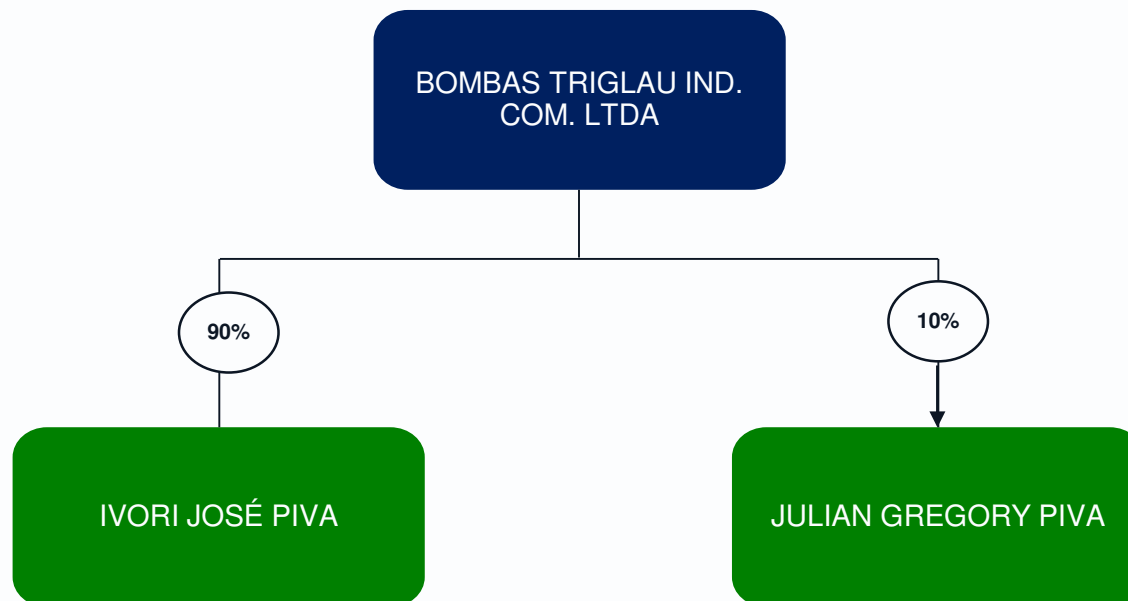 BOMBAS TRIGLAU IND.
COM. LTDA
90%
10%
IVORI JOSÉ PIVA
JULIAN GREGORY PIVA